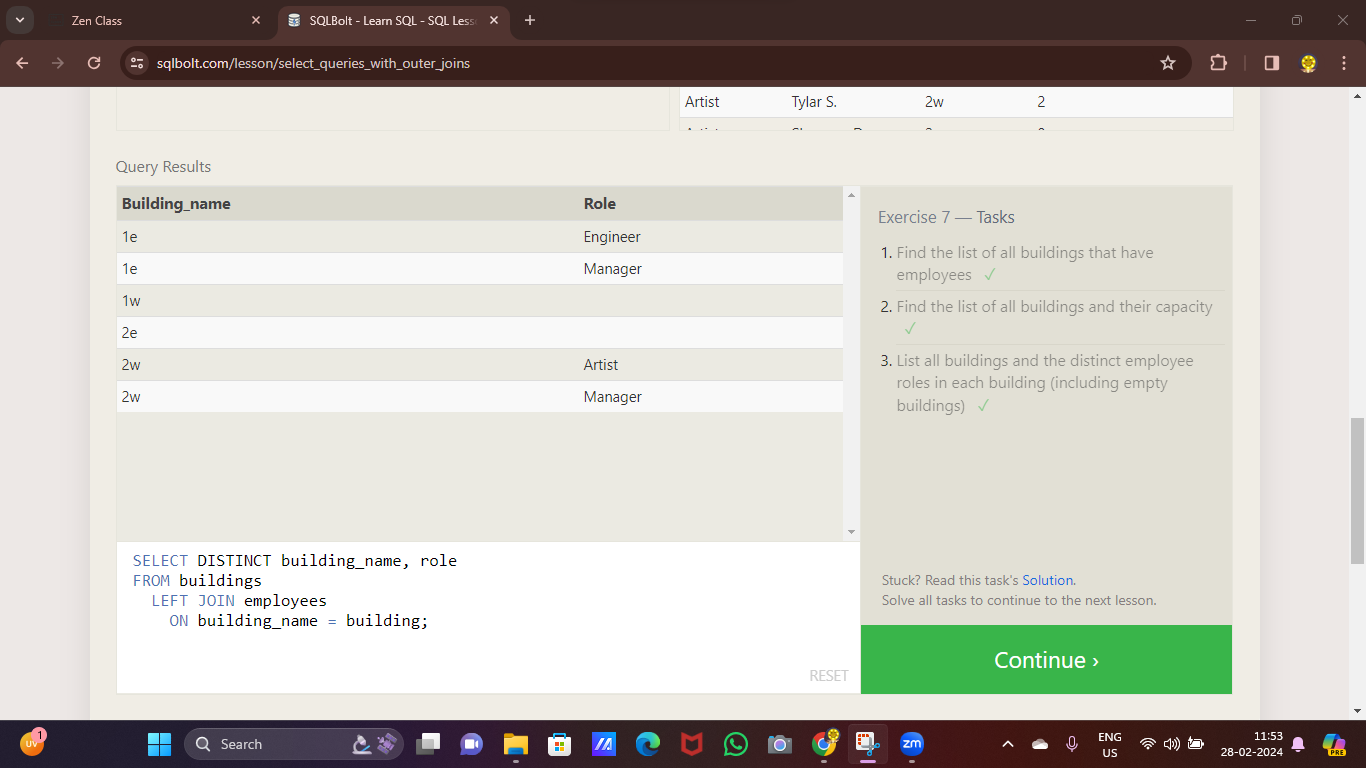 Zen Class
SQLBolt - Learn SQL - SQL Less
sqlbolt.com/lesson/select_queries_with_outer_joins
Artist Tylar S. 2w 2
Query Results
Building_name Role
1e Engineer
1e Manager
1w
2e
2w Artist
2w Manager
Exercise 7 — Tasks
1. Find the list of all buildings that have
employees ✓
2. Find the list of all buildings and their capacity
✓
3. List all buildings and the distinct employee
roles in each building (including empty
buildings) ✓
SELECT DISTINCT building_name, role
FROM buildings
LEFT JOIN employees
ON building_name = building;
RESET
Stuck? Read this task's Solution.
Solve all tasks to continue to the next lesson.
Continue ›
UV 1
Search
zm
ENG
US
11:53
28-02-2024
PRE